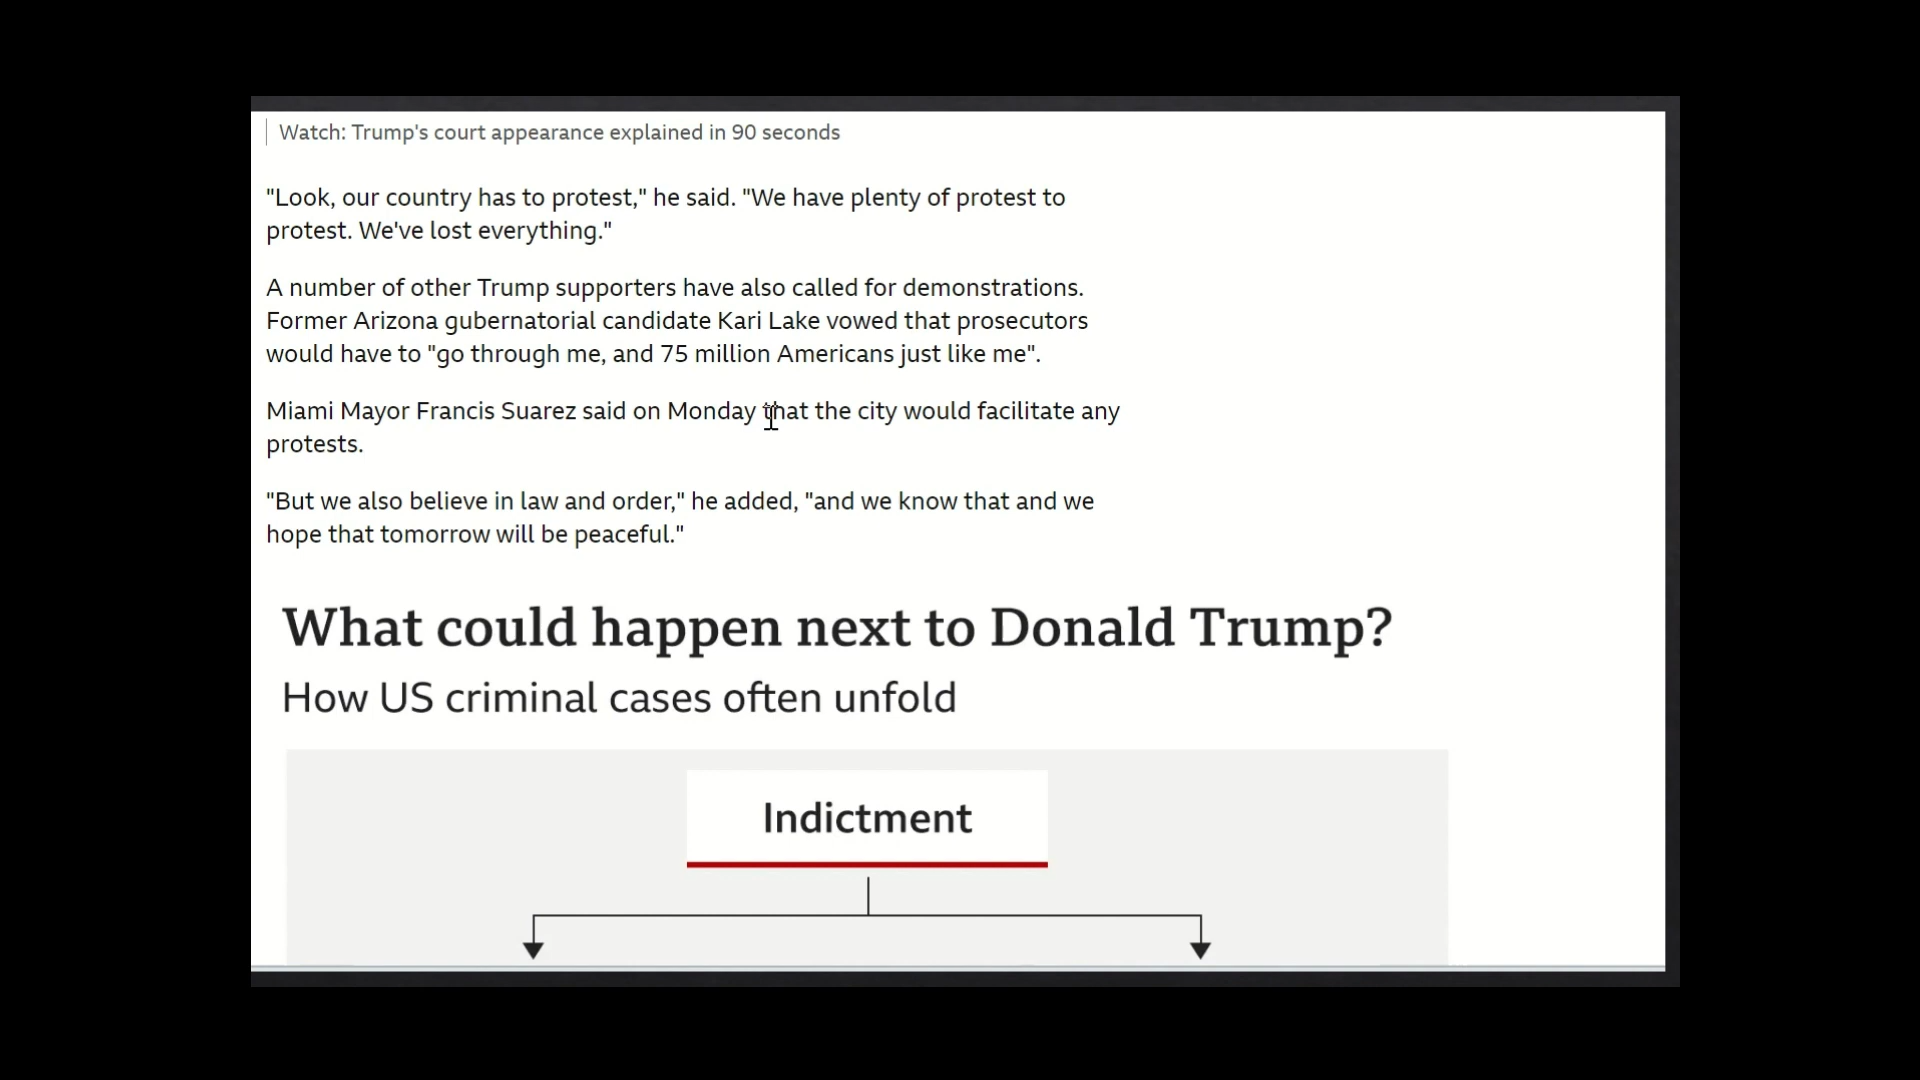 Watch: Trump's court appearance explained in 90 seconds
"Look, our country has to protest," he said. "We have plenty of protest to
protest. We've lost everything."
A number of other Trump supporters have also called for demonstrations.
Former Arizona gubernatorial candidate Kari Lake vowed that prosecutors
would have to "go through me, and 75 million Americans just like me".
Miami Mayor Francis Suarez said on Monday that the city would facilitate any
protests.
"But we also believe in law and order," he added, "and we know that and we
hope that tomorrow will be peaceful."
What could happen next to Donald Trump?
How US criminal cases often unfold
Indictment